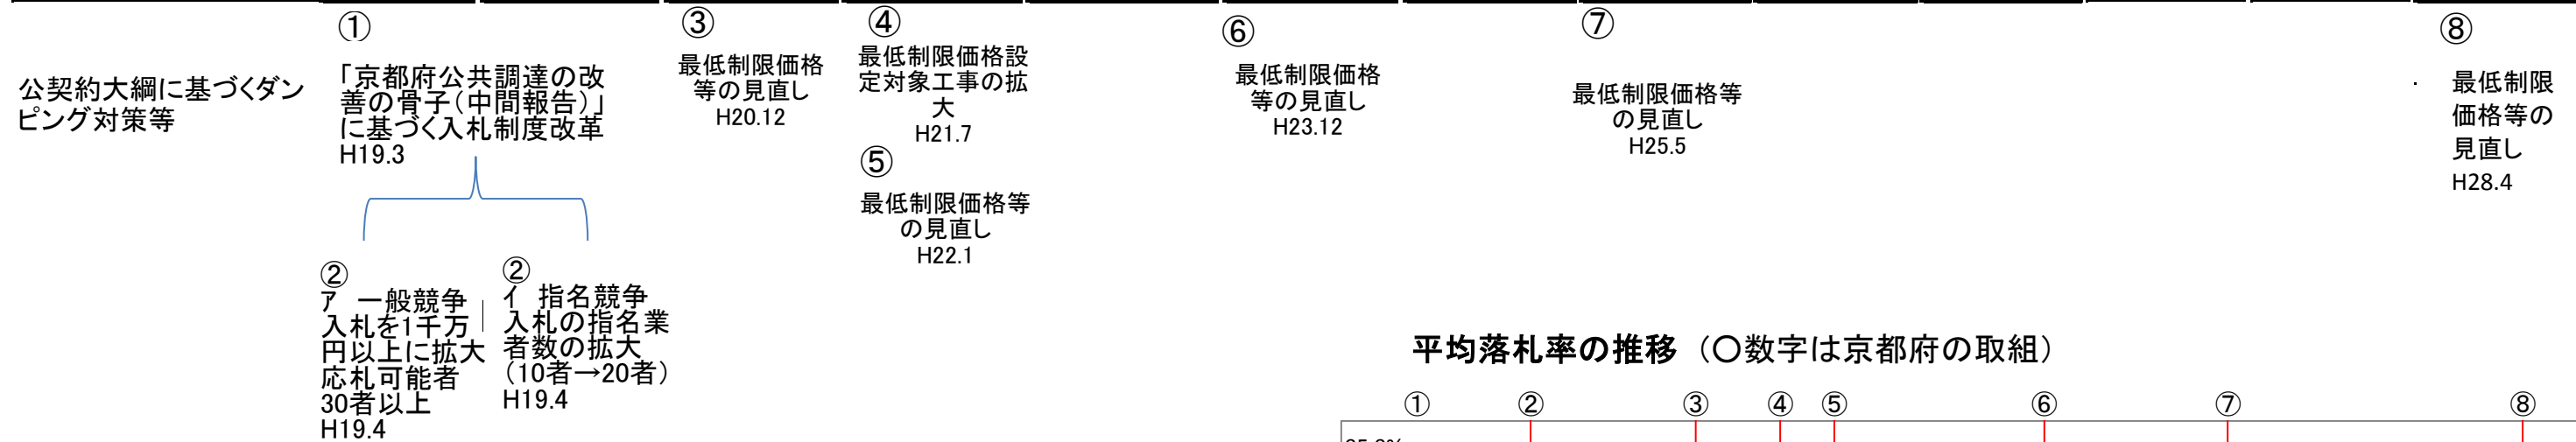 公契約大綱に基づくダン
ピング対策等
①
「京都府公共調達の改
善の骨子（中間報告）」
に基づく入札制度改革
H19.3
②
ア　一般競争
入札を1千万
円以上に拡大
応札可能者
30者以上
H19.4
②
イ　指名競争
入札の指名業
者数の拡大
（10者→20者）
H19.4
③
最低制限価格
等の見直し
H20.12
④
最低制限価格設
定対象工事の拡
大
H21.7
⑤
最低制限価格等
の見直し
H22.1
⑥
最低制限価格
等の見直し
H23.12
⑦
最低制限価格等
の見直し
H25.5
⑧
最低制限
価格等の
見直し
H28.4
平均落札率の推移（〇数字は京都府の取組）
① ② ③ ④ ⑤ ⑥ ⑦ ⑧